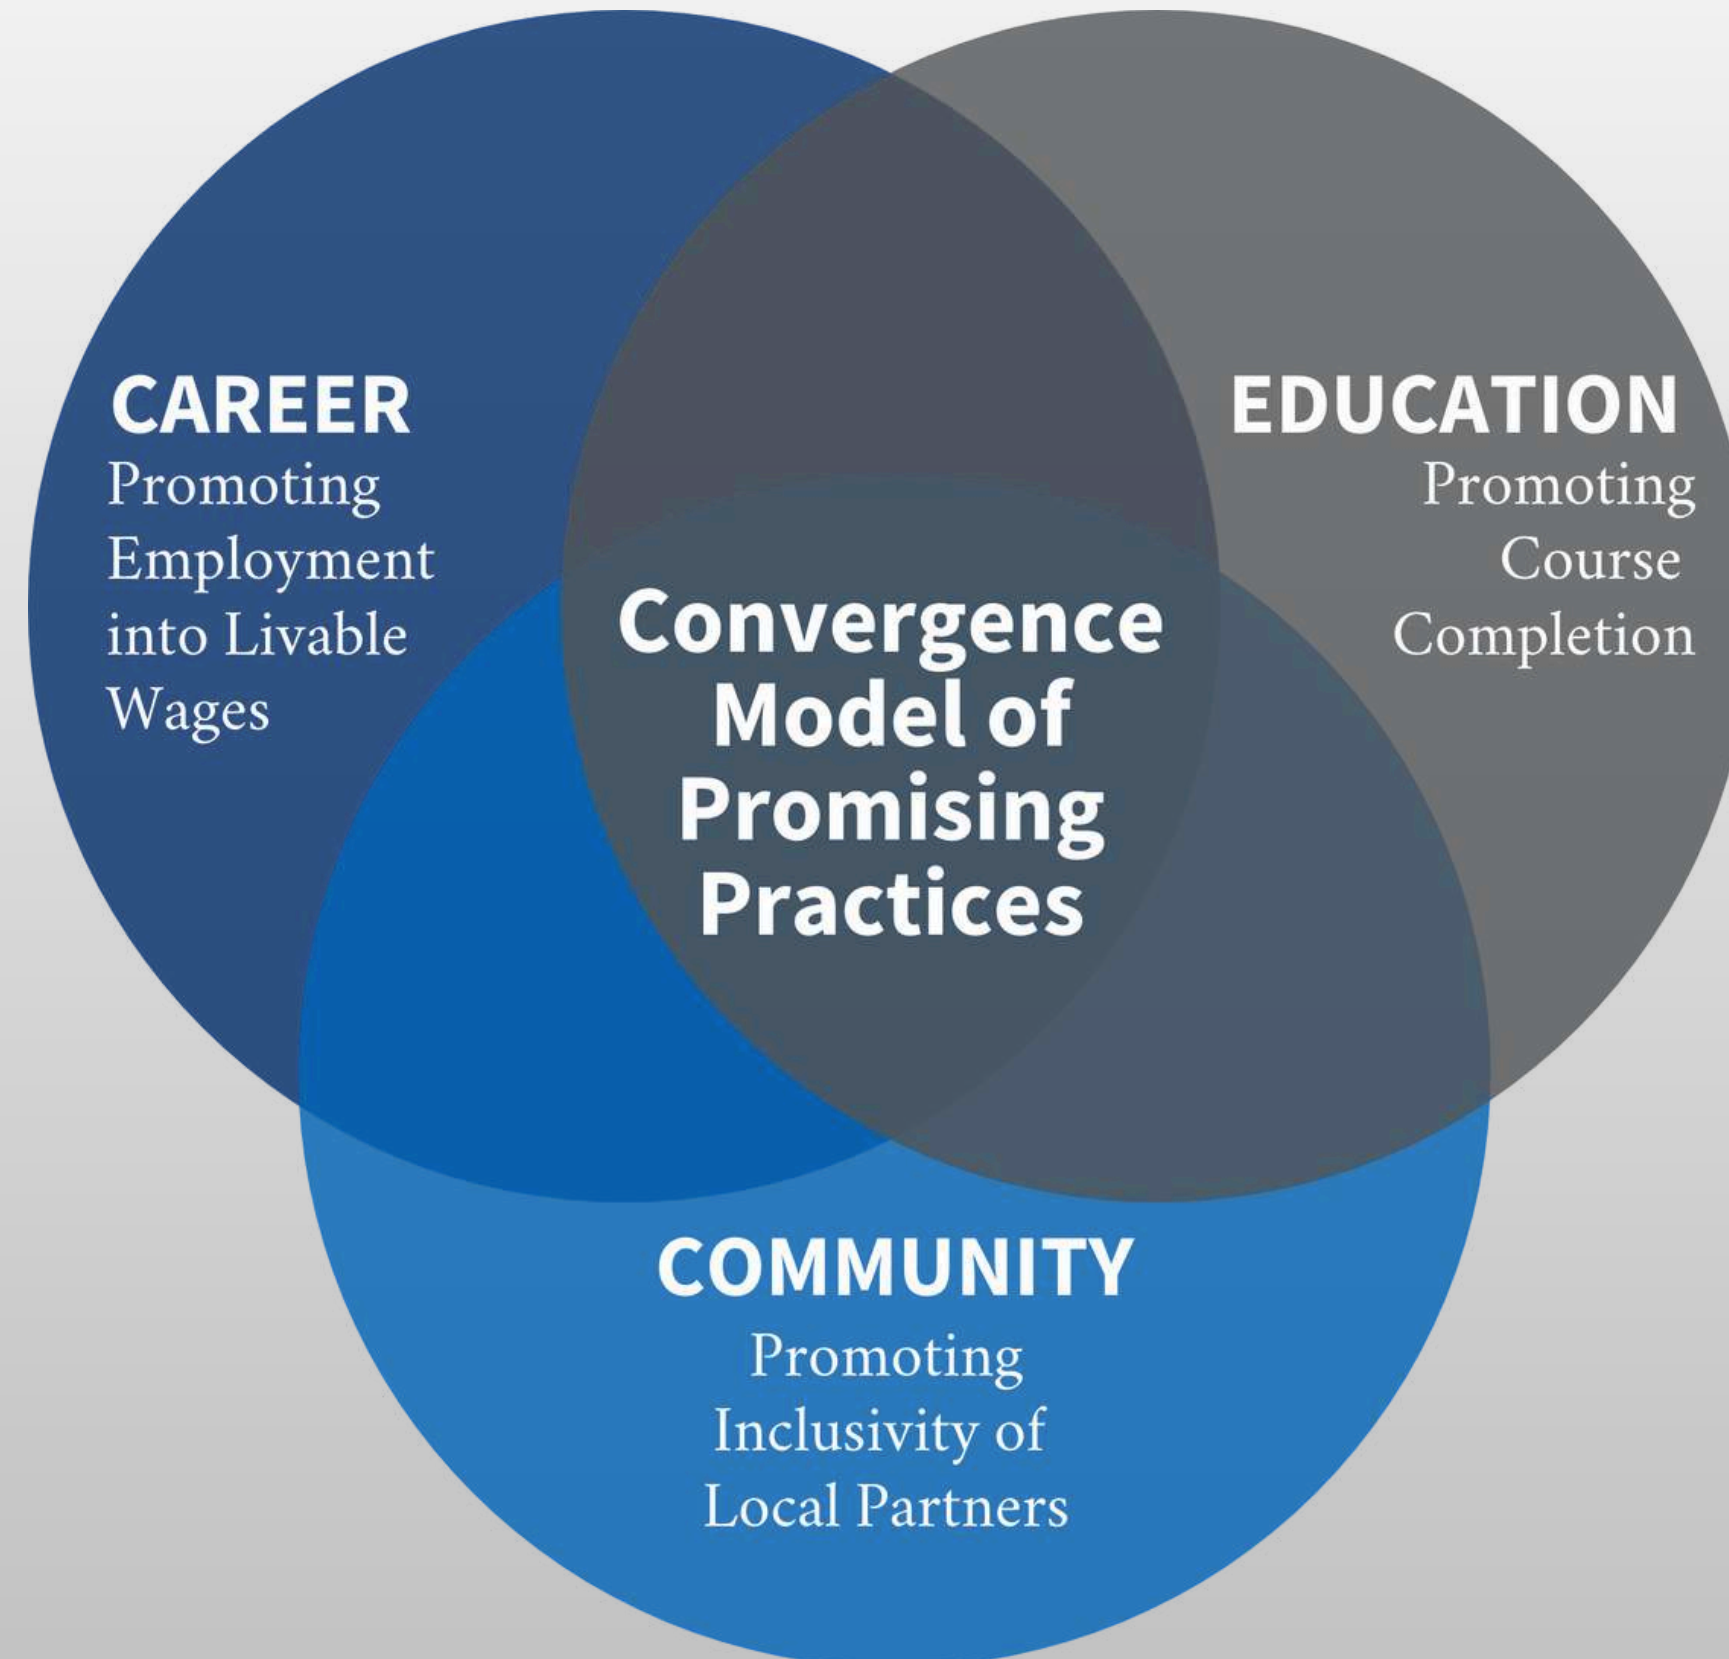 CAREER
Promoting
Employment
into Livable
Wages
EDUCATION
Promoting
Course
Completion
Convergence
Model of
Promising
Practices
COMMUNITY
Promoting
Inclusivity of
Local Partners